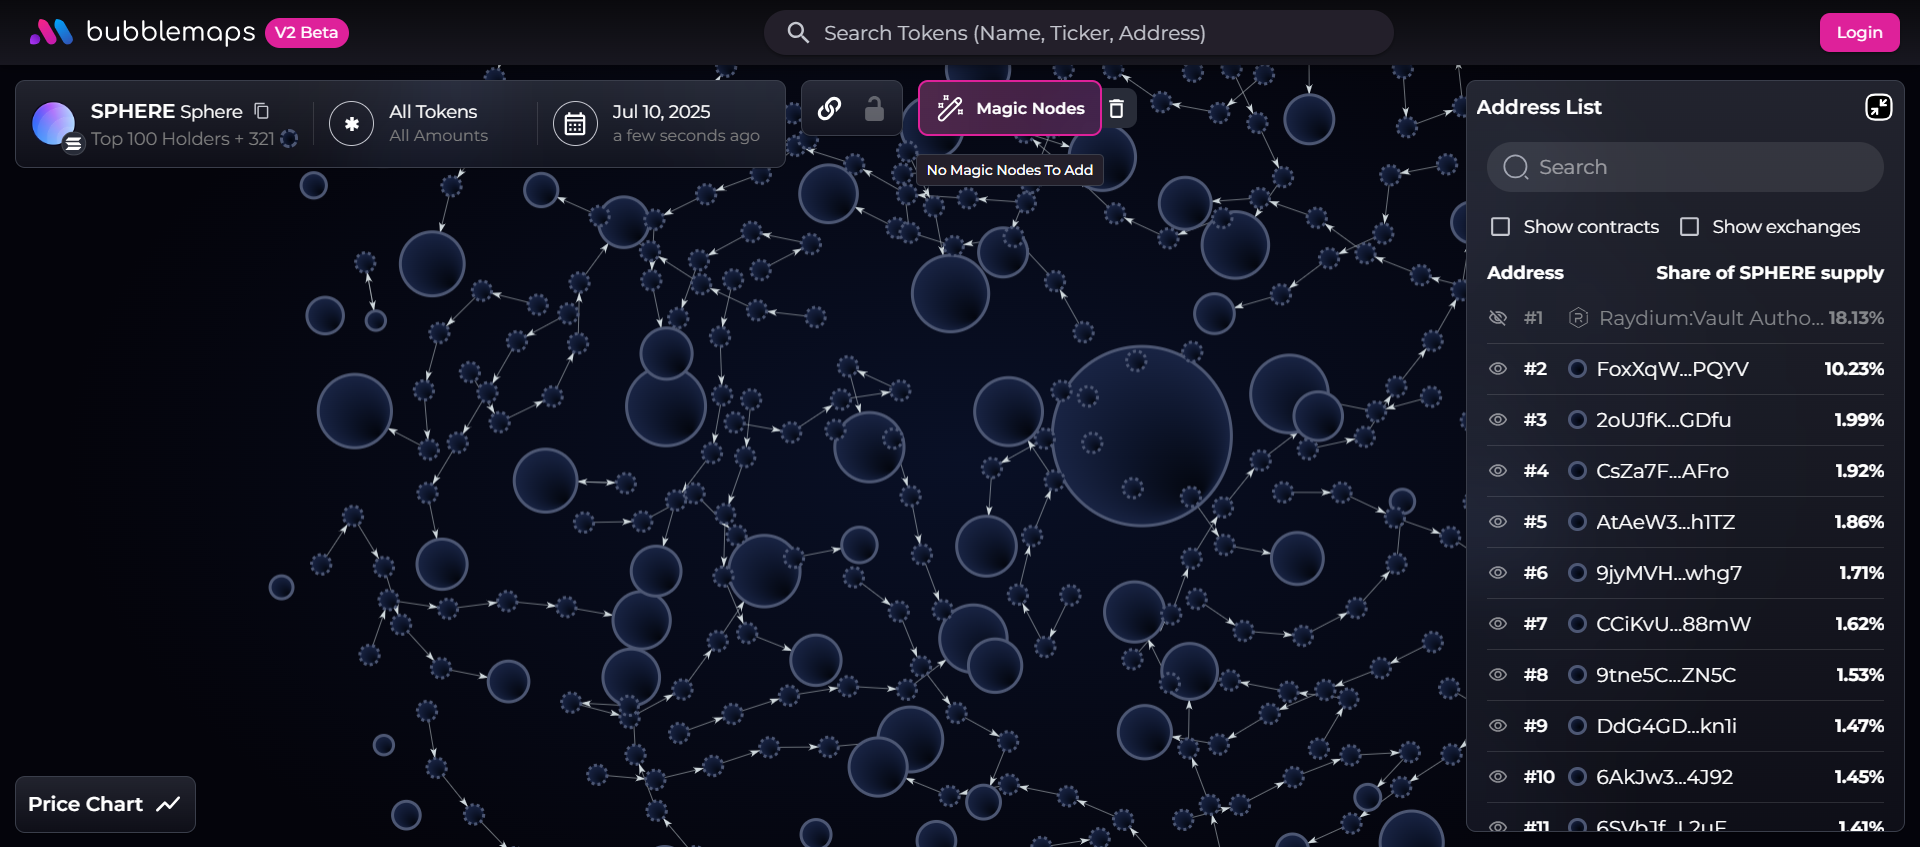 bubblemaps V2 Beta
Search Tokens (Name, Ticker, Address)
Login
SPHERE Sphere
Top 100 Holders + 321
All Tokens
All Amounts
Jul 10, 2025
a few seconds ago
Magic Nodes
No Magic Nodes To Add
Address List
Search
Show contracts
Show exchanges
Address Share of SPHERE supply
#1 Raydium:Vault Autho... 18.13%
#2 FoxXqW...PQYV 10.23%
#3 2oUJfK...GDfu 1.99%
#4 CsZa7F...AFro 1.92%
#5 AtAeW3...h1TZ 1.86%
#6 9jyMVH...whg7 1.71%
#7 CCiKvU...88mW 1.62%
#8 9tne5C...ZN5C 1.53%
#9 DdG4GD...kn1i 1.47%
#10 6AkJw3...4J92 1.45%
#11 1.41%
Price Chart